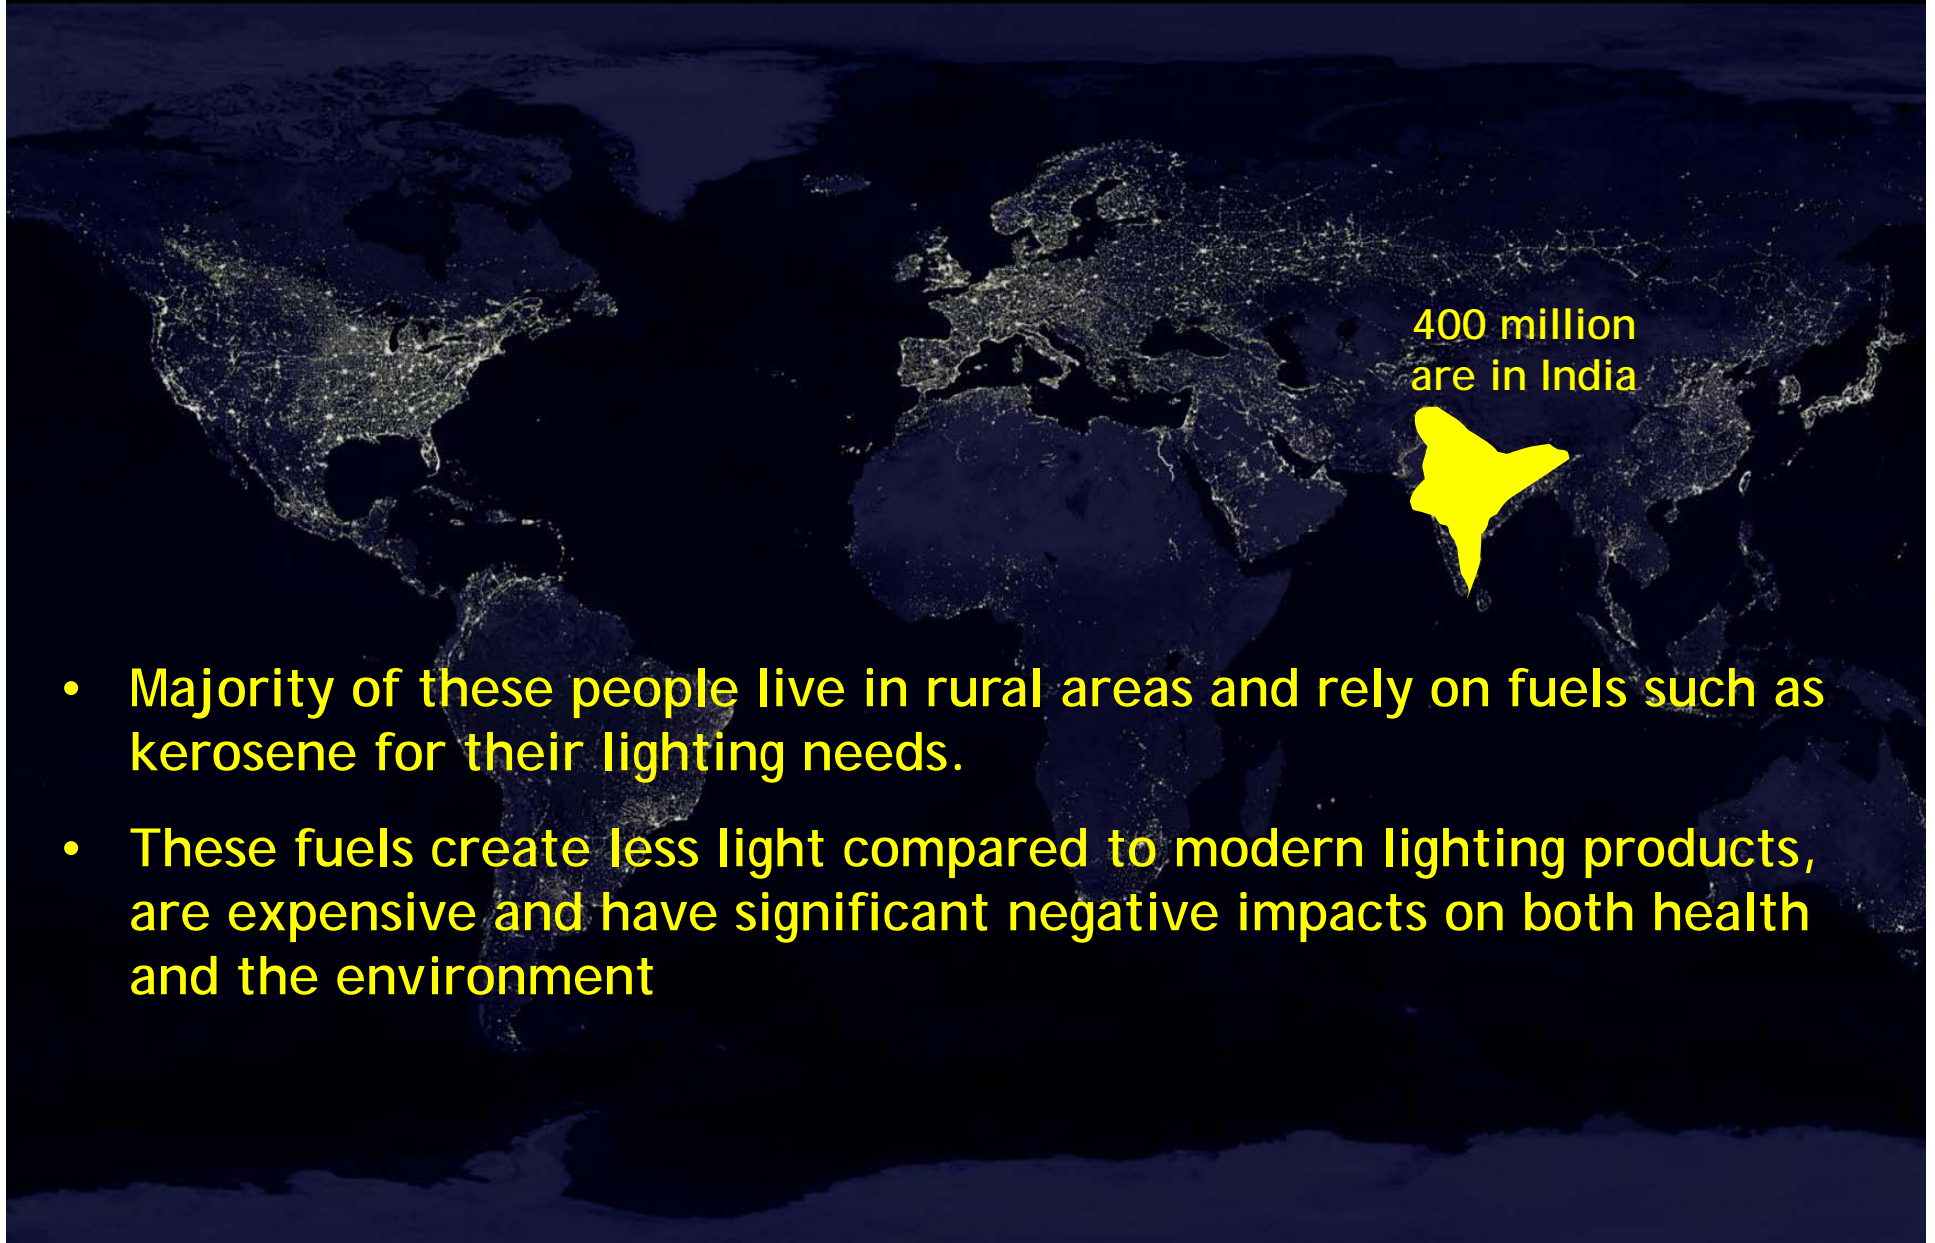 400 million
are in India
• Majority of these people live in rural areas and rely on fuels such as
kerosene for their lighting needs.
• These fuels create less light compared to modern lighting products,
are expensive and have significant negative impacts on both health
and the environment